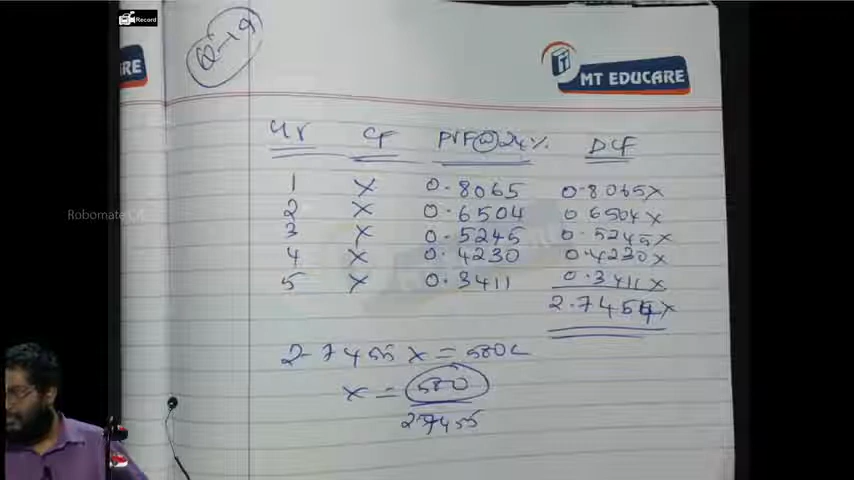 Record
Q-19
RE
MT EDUCARE
Yr CF PVF@24% DCF
1 X 0.8065 0.8065X
2 X 0.6504 0.6504X
3 X 0.5245 0.5245X
Robomate
4 X 0.4230 0.4230X
5 X 0.3411 0.3411X
2.7455X
2.7455 X = 580L
X = 580
2.7455